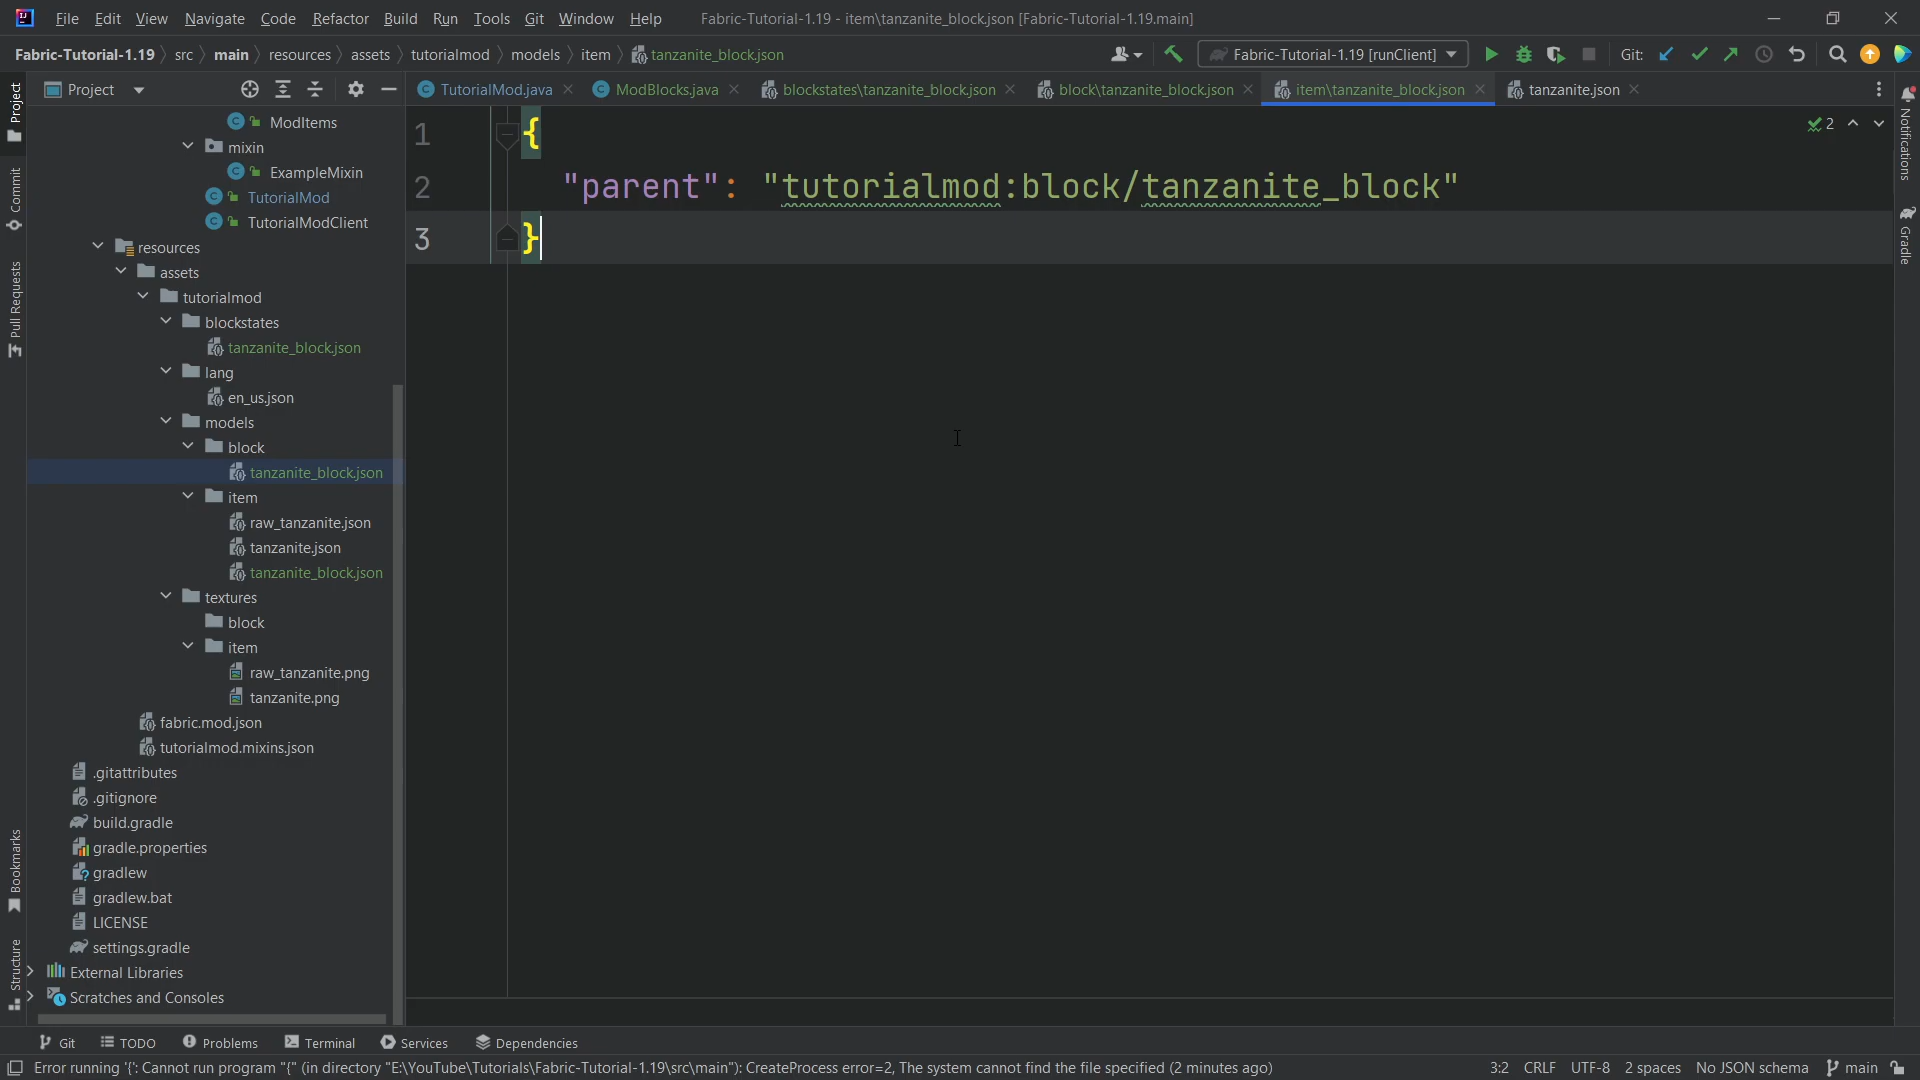 File Edit View Navigate Code Refactor Build Run Tools Git Window Help Fabric-Tutorial-1.19 - item\tanzanite_block.json [Fabric-Tutorial-1.19.main]
Fabric-Tutorial-1.19 src main resources assets tutorialmod models item tanzanite_block.json Fabric-Tutorial-1.19 [runClient] Git:
Project TutorialMod.java ModBlocks.java blockstates\tanzanite_block.json block\tanzanite_block.json item\tanzanite_block.json tanzanite.json
Project
Commit
Pull Requests
Bookmarks
Structure
ModItems
mixin
ExampleMixin
TutorialMod
TutorialModClient
resources
assets
tutorialmod
blockstates
tanzanite_block.json
lang
en_us.json
models
block
tanzanite_block.json
item
raw_tanzanite.json
tanzanite.json
tanzanite_block.json
textures
block
item
raw_tanzanite.png
tanzanite.png
fabric.mod.json
tutorialmod.mixins.json
.gitattributes
.gitignore
build.gradle
gradle.properties
gradlew
gradlew.bat
LICENSE
settings.gradle
External Libraries
Scratches and Consoles
1 {
2 "parent": "tutorialmod:block/tanzanite_block"
3 }
2
Notifications
Gradle
Git TODO Problems Terminal Services Dependencies
Error running '{': Cannot run program "{" (in directory "E:\YouTube\Tutorials\Fabric-Tutorial-1.19\src\main"): CreateProcess error=2, The system cannot find the file specified (2 minutes ago) 3:2 CRLF UTF-8 2 spaces No JSON schema main